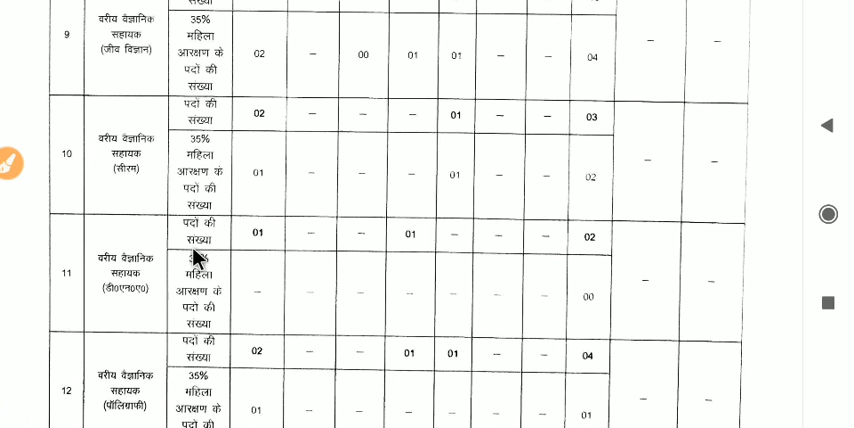 संख्या
9 वरीय वैज्ञानिक सहायक (जीव विज्ञान) 35% महिला आरक्षण के पदों की संख्या 02 – 00 01 01 – – 04 – –
10 वरीय वैज्ञानिक सहायक (सीरम) पदों की संख्या 02 – – – 01 – – 03 – –
35% महिला आरक्षण के पदों की संख्या 01 – – – 01 – – 02
11 वरीय वैज्ञानिक सहायक (डी०एन०ए०) पदों की संख्या 01 – – 01 – – – 02 – –
महिला आरक्षण के पदों की संख्या – – – – – – – 00
12 वरीय वैज्ञानिक सहायक (पॉलिग्राफी) पदों की संख्या 02 – – 01 01 – – 04 – –
35% महिला आरक्षण के पदों की 01 – – – – – – 01